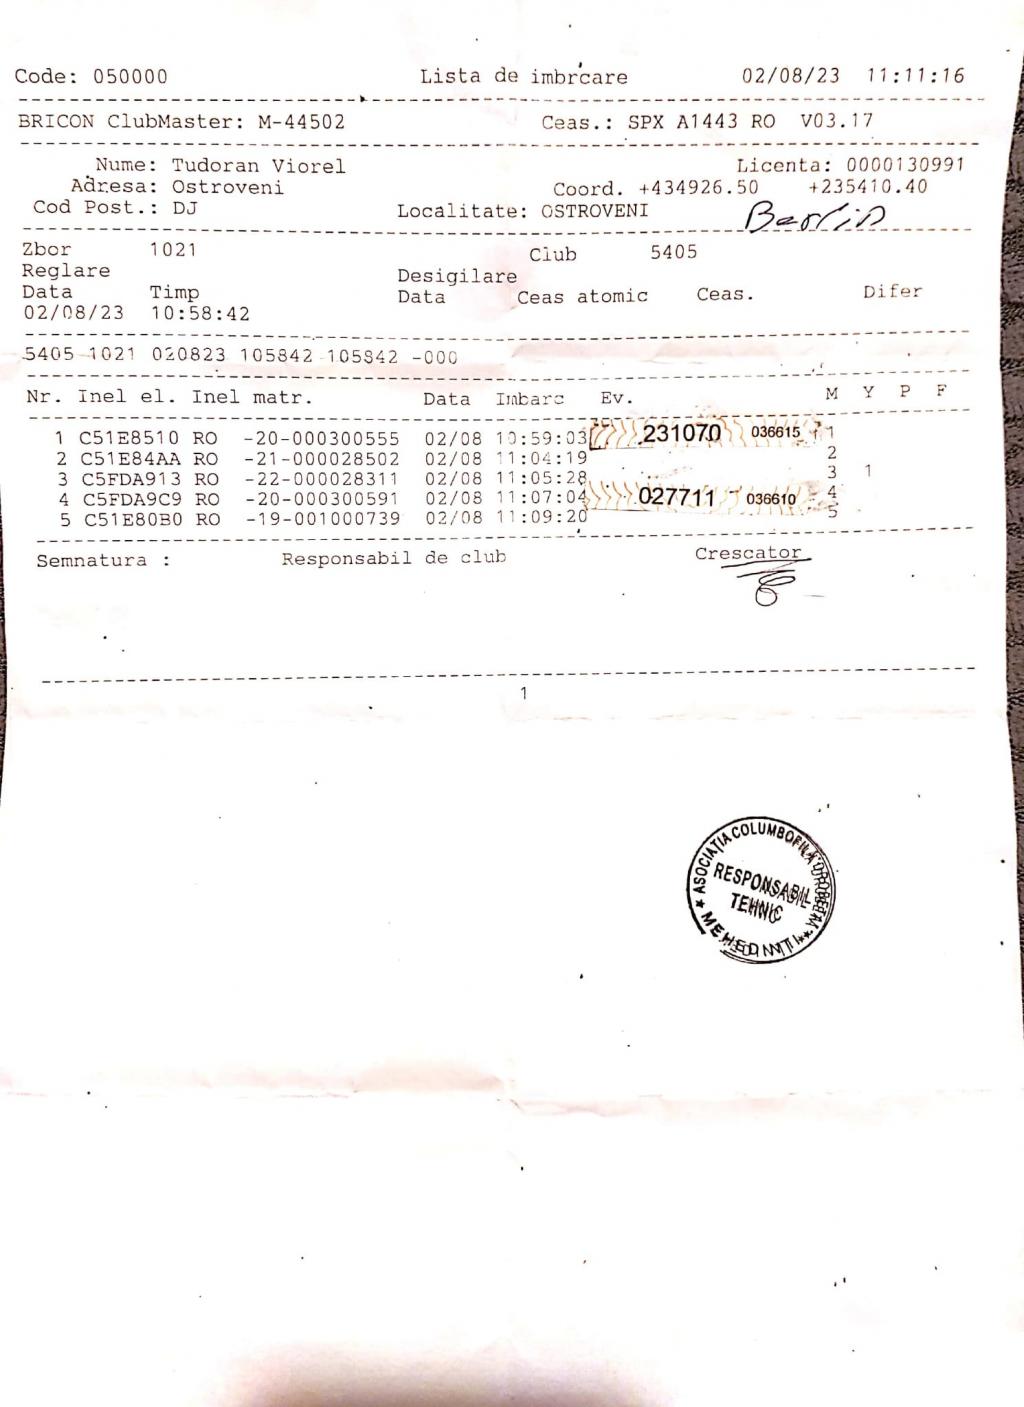 Code: 050000 Lista de imbrcare 02/08/23 11:11:16
BRICON ClubMaster: M-44502 Ceas.: SPX A1443 RO V03.17
Nume: Tudoran Viorel Licenta: 0000130991
Adresa: Ostroveni Coord. +434926.50 +235410.40
Cod Post.: DJ Localitate: OSTROVENI Berlin
Zbor 1021 Club 5405
Reglare Desigilare
Data Timp Data Ceas atomic Ceas. Difer
02/08/23 10:58:42
5405 1021 020823 105842 105842 -000
Nr. Inel el. Inel matr. Data Imbarc Ev. M Y P F
1 C51E8510 RO -20-000300555 02/08 10:59:03 231070 036615 1
2 C51E84AA RO -21-000028502 02/08 11:04:19 2
3 C5FDA913 RO -22-000028311 02/08 11:05:28 3 1
4 C5FDA9C9 RO -20-000300591 02/08 11:07:04 027711 036610 4
5 C51E80B0 RO -19-001000739 02/08 11:09:20 5
Semnatura : Responsabil de club Crescator
1
ASOCIAȚIA COLUMBOFILĂ DROBETA
RESPONSABIL
TEHNIC
MEHEDINTI